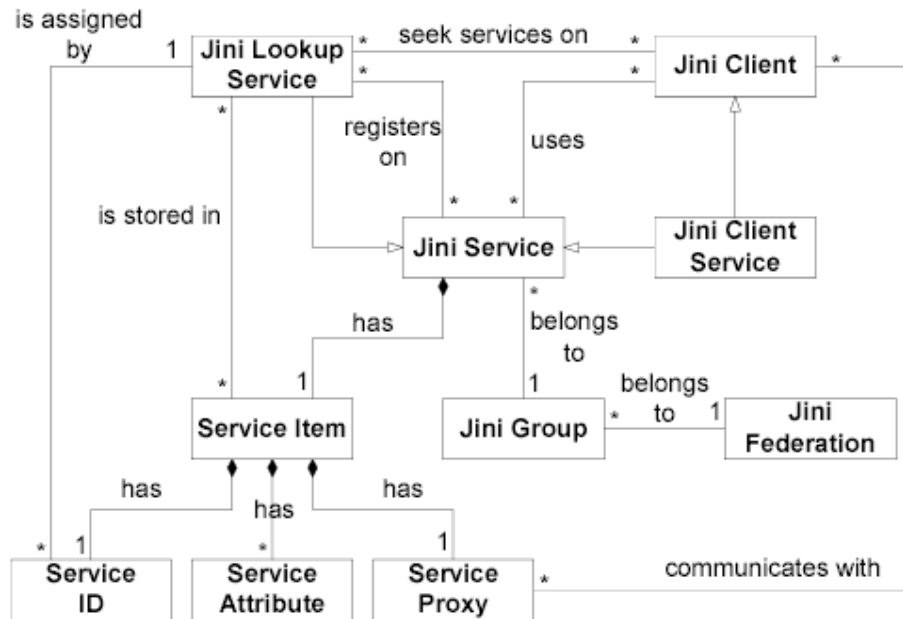 is assigned
by
1
Jini Lookup
Service
*
seek services on
*
Jini Client
*
*
*
*
registers
on
uses
is stored in
*
*
Jini Service
Jini Client
Service
has
*
belongs
to
*
1
1
belongs
to
Service Item
Jini Group
*
1
Jini
Federation
has
has
has
*
1
*
1
communicates with
Service
ID
Service
Attribute
Service
Proxy
*